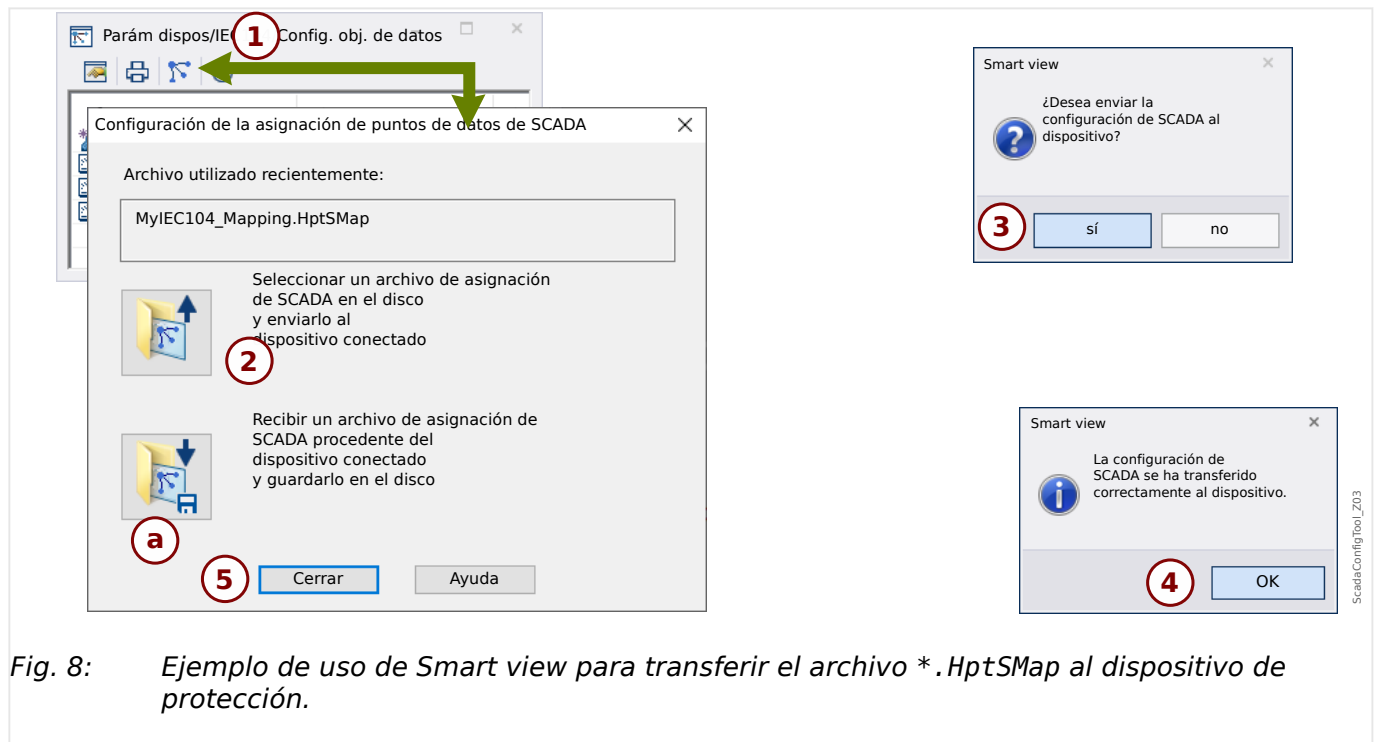 Parám dispos/IE
1
Config. obj. de datos
Configuración de la asignación de puntos de datos de SCADA
Archivo utilizado recientemente:
MyIEC104_Mapping.HptSMap
Seleccionar un archivo de asignación
de SCADA en el disco
y enviarlo al
dispositivo conectado
2
Recibir un archivo de asignación de
SCADA procedente del
dispositivo conectado
y guardarlo en el disco
a
5
Cerrar
Ayuda
Smart view
¿Desea enviar la
configuración de SCADA al
dispositivo?
3
sí
no
Smart view
La configuración de
SCADA se ha transferido
correctamente al dispositivo.
4
OK
ScadaConfigTool_Z03
Fig. 8: Ejemplo de uso de Smart view para transferir el archivo *.HptSMap al dispositivo de
protección.